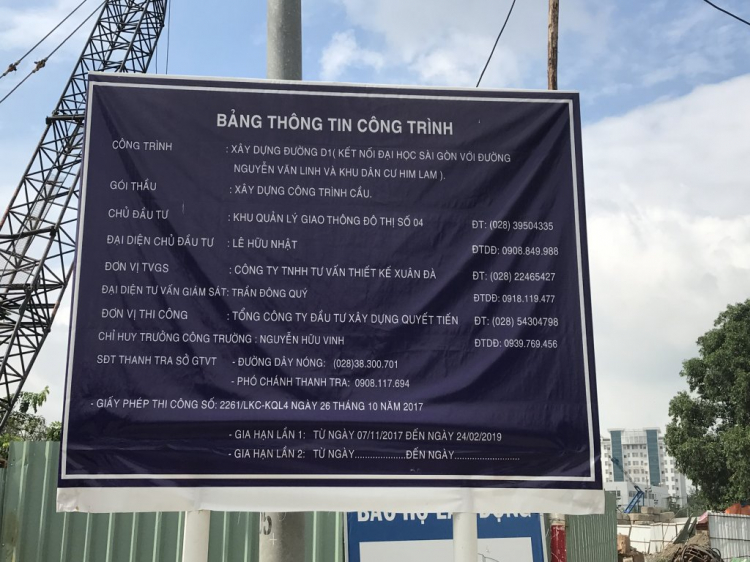 BẢNG THÔNG TIN CÔNG TRÌNH
CÔNG TRÌNH : XÂY DỰNG ĐƯỜNG D1( KẾT NỐI ĐẠI HỌC SÀI GÒN VỚI ĐƯỜNG
NGUYỄN VĂN LINH VÀ KHU DÂN CƯ HIM LAM ).
GÓI THẦU : XÂY DỰNG CÔNG TRÌNH CẦU.
CHỦ ĐẦU TƯ : KHU QUẢN LÝ GIAO THÔNG ĐÔ THỊ SỐ 04 ĐT: (028) 39504335
ĐẠI DIỆN CHỦ ĐẦU TƯ : LÊ HỮU NHẬT ĐTDĐ: 0908.849.988
ĐƠN VỊ TVGS : CÔNG TY TNHH TƯ VẤN THIẾT KẾ XUÂN ĐÀ ĐT: (028) 22465427
ĐẠI DIỆN TƯ VẤN GIÁM SÁT: TRẦN ĐÔNG QUÝ ĐTDĐ: 0918.119.477
ĐƠN VỊ THI CÔNG : TỔNG CÔNG TY ĐẦU TƯ XÂY DỰNG QUYẾT TIẾN ĐT: (028) 54304798
CHỈ HUY TRƯỞNG CÔNG TRƯỜNG : NGUYỄN HỮU VINH ĐTDĐ: 0939.769.456
SĐT THANH TRA SỞ GTVT - ĐƯỜNG DÂY NÓNG: (028)38.300.701
- PHÓ CHÁNH THANH TRA: 0908.117.694
- GIẤY PHÉP THI CÔNG SỐ: 2261/LKC-KQL4 NGÀY 26 THÁNG 10 NĂM 2017
- GIA HẠN LẦN 1: TỪ NGÀY 07/11/2017 ĐẾN NGÀY 24/02/2019
- GIA HẠN LẦN 2: TỪ NGÀY..................ĐẾN NGÀY........................
BẢO HỘ LAO ĐỘNG